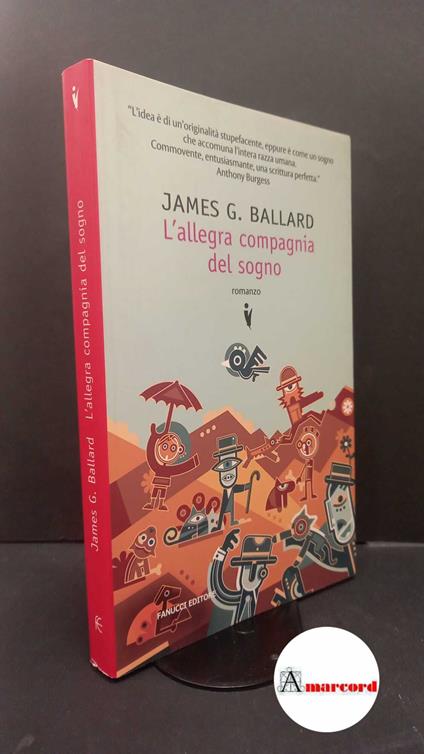 "L'idea è di un'originalità stupefacente, eppure è come un sogno
che accomuna l'intera razza umana.
Commovente, entusiasmante, una scrittura perfetta."
Anthony Burgess
JAMES G. BALLARD
L'allegra compagnia
del sogno
romanzo
FANUCCI EDITORE
James G. Ballard L'allegra compagnia del sogno
Amarcord